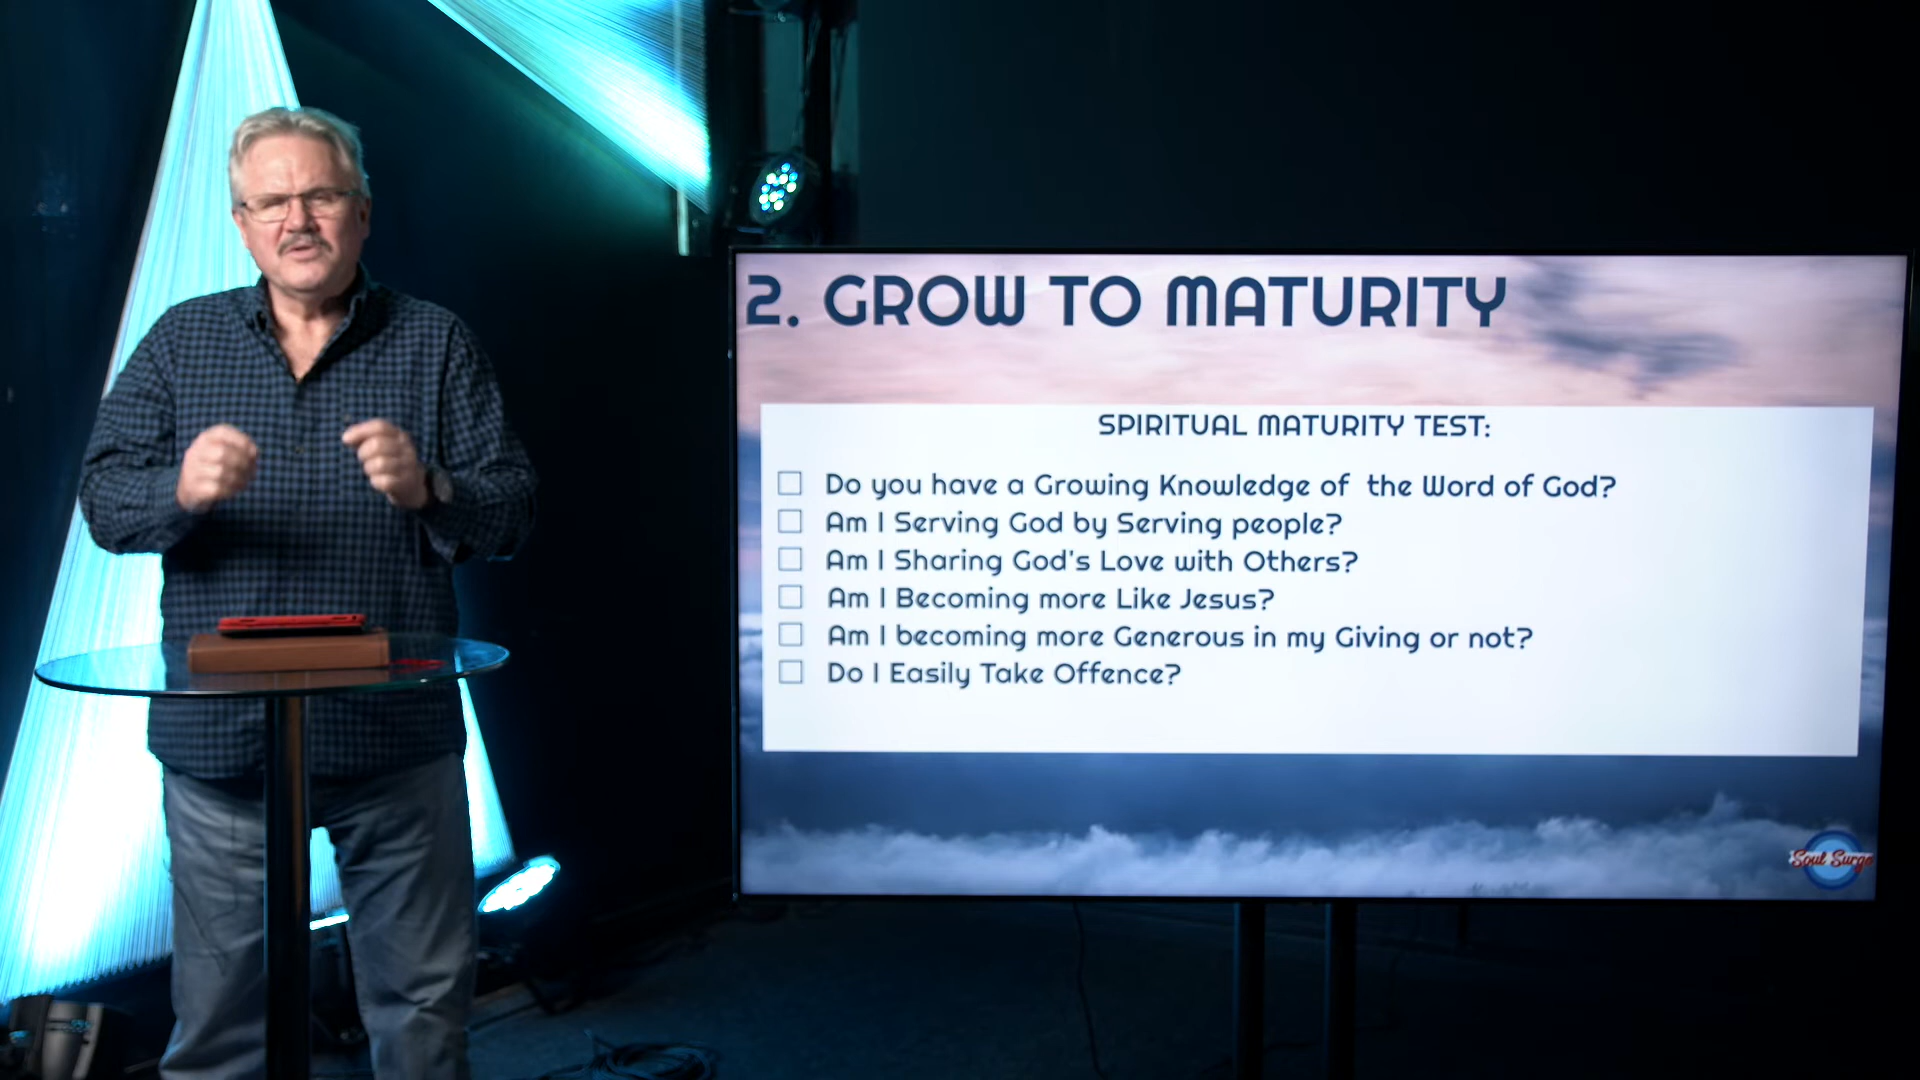 2. GROW TO MATURITY
SPIRITUAL MATURITY TEST:
Do you have a Growing Knowledge of the Word of God?
Am I Serving God by Serving people?
Am I Sharing God's Love with Others?
Am I Becoming more Like Jesus?
Am I becoming more Generous in my Giving or not?
Do I Easily Take Offence?
Soul Surge